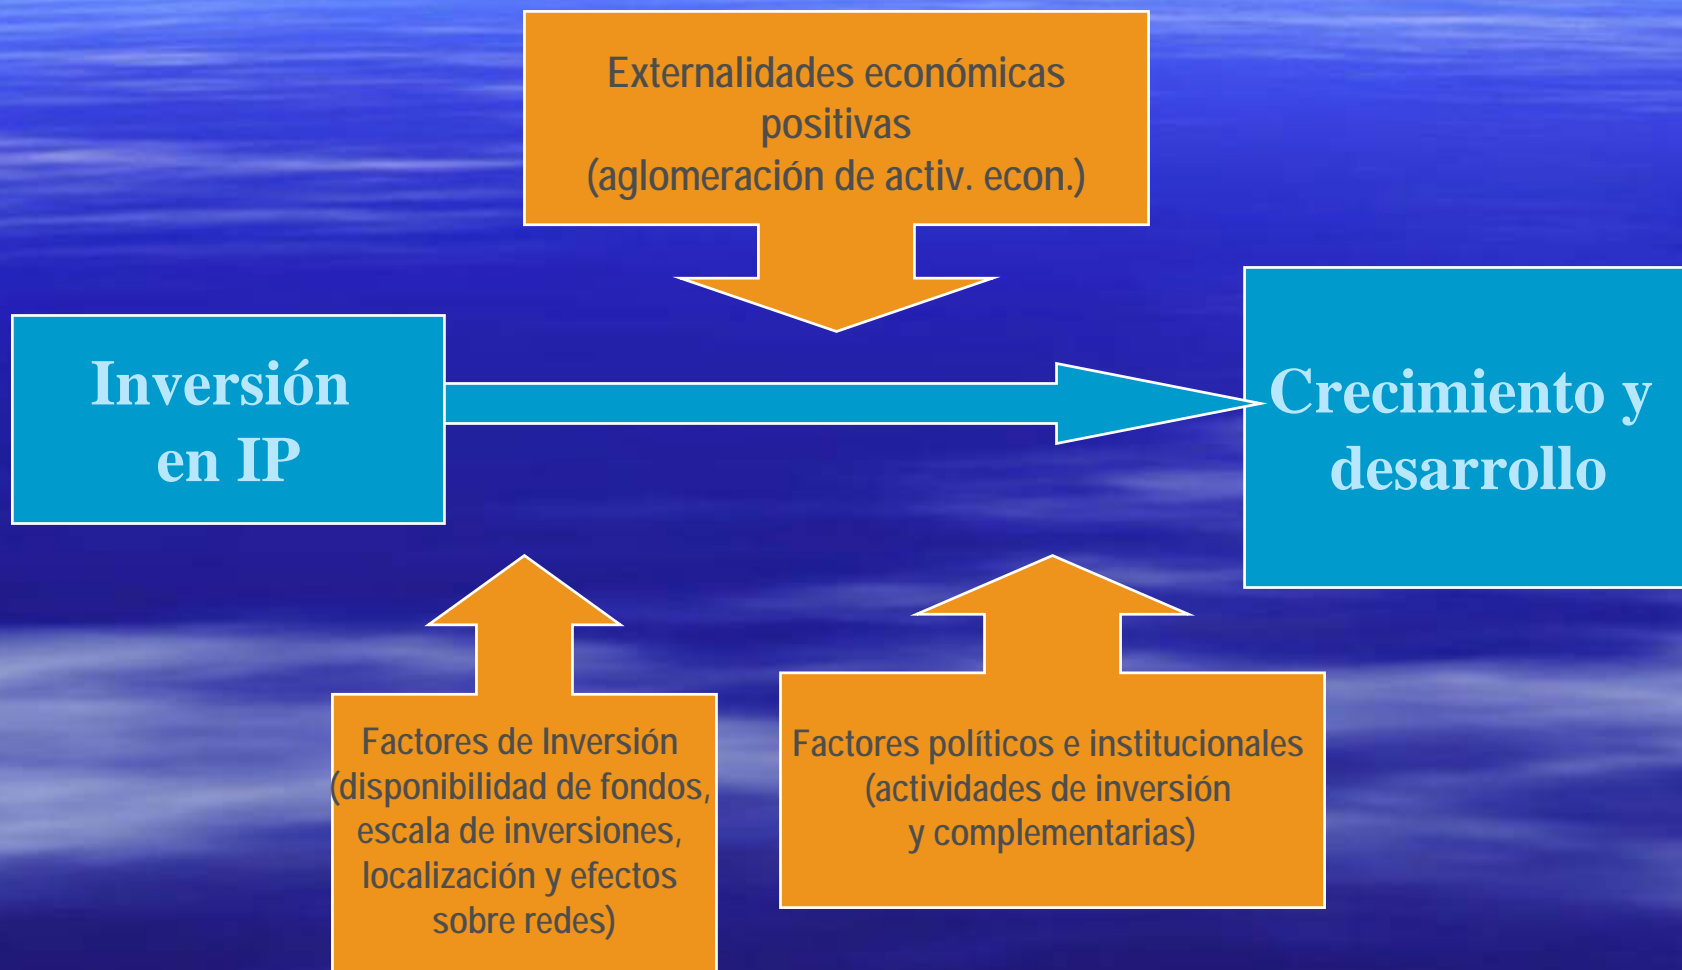 Externalidades económicas
positivas
(aglomeración de activ. econ.)
Inversión
en IP
Crecimiento y
desarrollo
Factores de Inversión
(disponibilidad de fondos,
escala de inversiones,
localización y efectos
sobre redes)
Factores políticos e institucionales
(actividades de inversión
y complementarias)